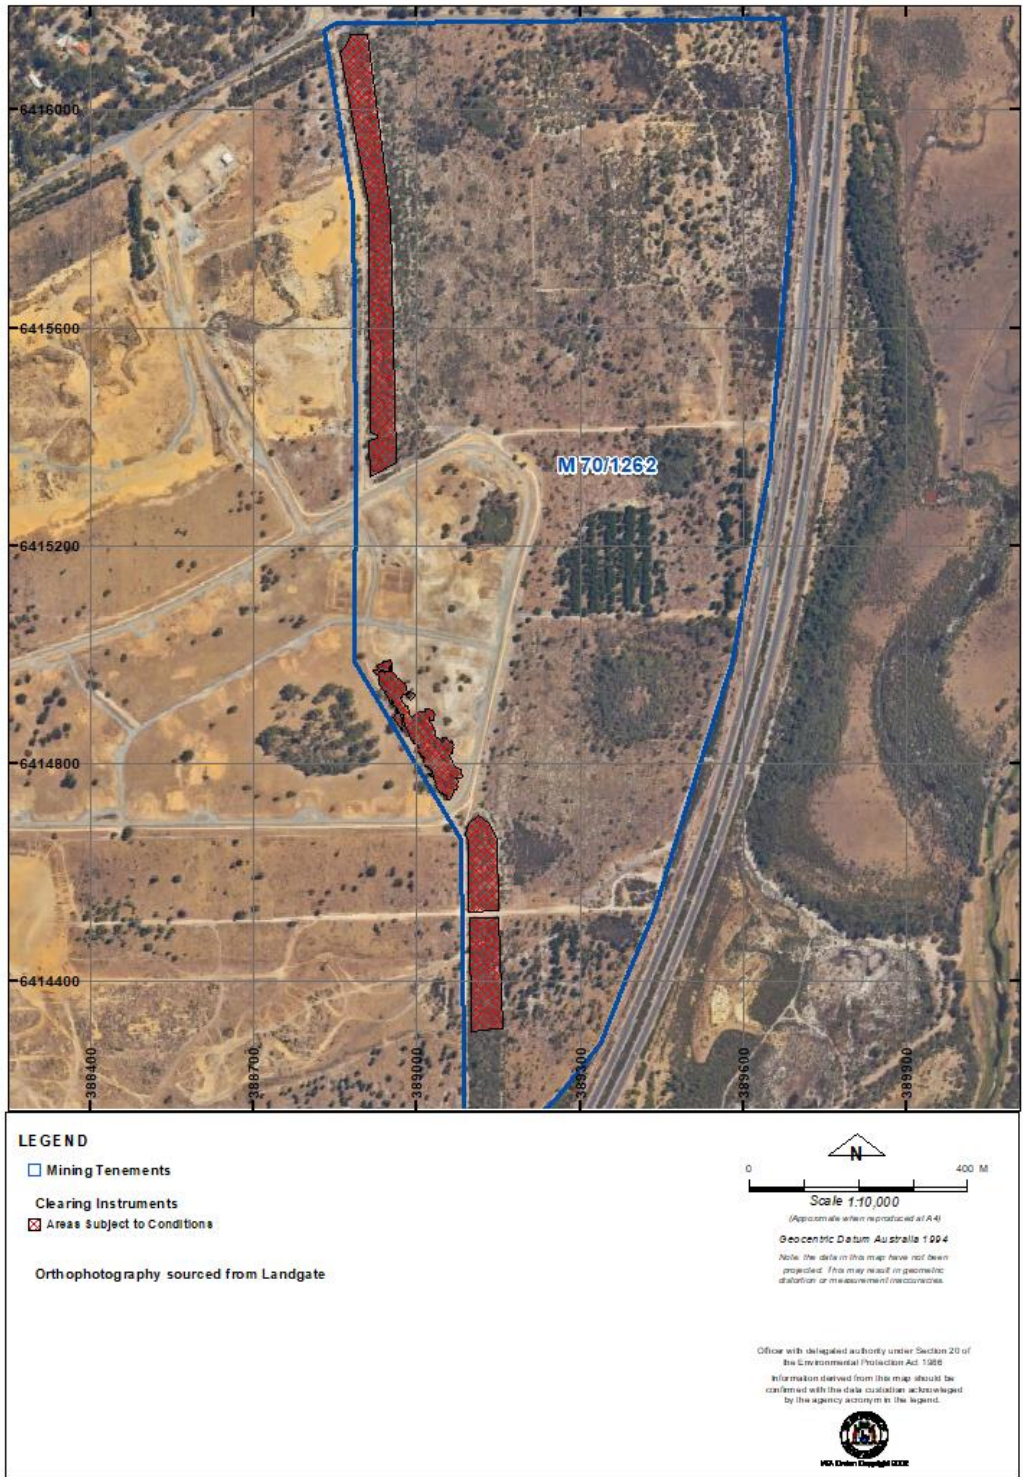 6416000
6415600
M 70/1262
6415200
6414800
6414400
388400
388700
389000
389300
389600
389900
LEGEND
Mining Tenements
Clearing Instruments
Areas Subject to Conditions
Orthophotography sourced from Landgate
N
0 400 M
Scale 1:10,000
(Approximate when reproduced at A4)
Geocentric Datum Australia 1994
Note: the data in this map have not been
projected. This may result in geometric
distortion or measurement inaccuracies.
Officer with delegated authority under Section 20 of
the Environmental Protection Act 1986
Information derived from this map should be
confirmed with the data custodian acknowleged
by the agency acronym in the legend.